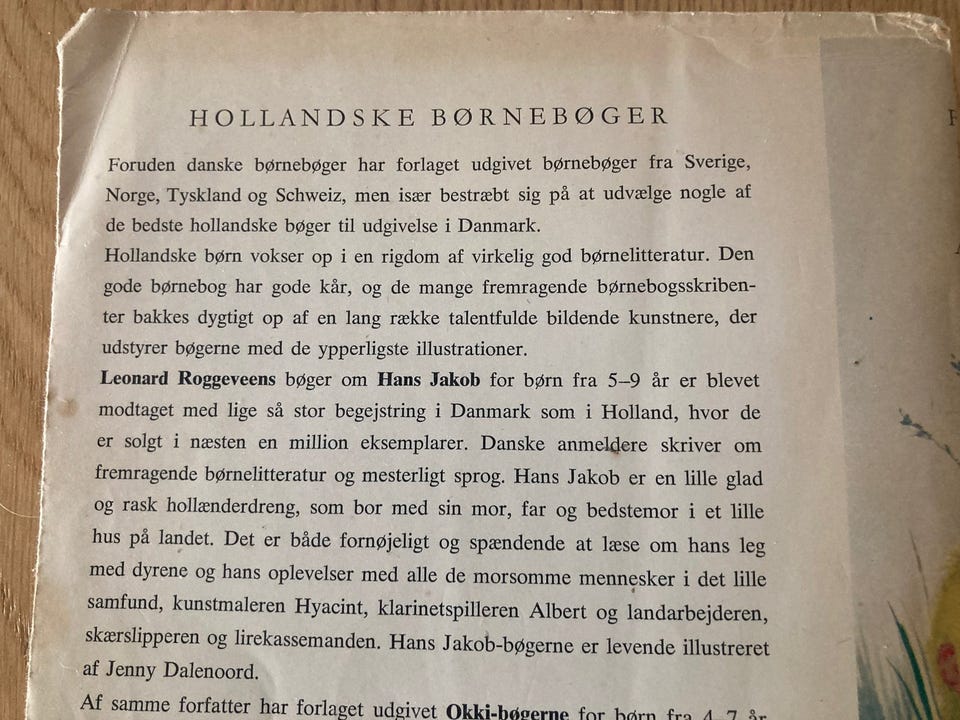 HOLLANDSKE BØRNEBØGER
Foruden danske børnebøger har forlaget udgivet børnebøger fra Sverige,
Norge, Tyskland og Schweiz, men især bestræbt sig på at udvælge nogle af
de bedste hollandske bøger til udgivelse i Danmark.
Hollandske børn vokser op i en rigdom af virkelig god børnelitteratur. Den
gode børnebog har gode kår, og de mange fremragende børnebogsskriben-
ter bakkes dygtigt op af en lang række talentfulde bildende kunstnere, der
udstyrer bøgerne med de ypperligste illustrationer.
Leonard Roggeveens bøger om Hans Jakob for børn fra 5–9 år er blevet
modtaget med lige så stor begejstring i Danmark som i Holland, hvor de
er solgt i næsten en million eksemplarer. Danske anmeldere skriver om
fremragende børnelitteratur og mesterligt sprog. Hans Jakob er en lille glad
og rask hollænderdreng, som bor med sin mor, far og bedstemor i et lille
hus på landet. Det er både fornøjeligt og spændende at læse om hans leg
med dyrene og hans oplevelser med alle de morsomme mennesker i det lille
samfund, kunstmaleren Hyacint, klarinetspilleren Albert og landarbejderen,
skærslipperen og lirekassemanden. Hans Jakob-bøgerne er levende illustreret
af Jenny Dalenoord.
Af samme forfatter har forlaget udgivet Okki-bøgerne for børn fra 4–7 år